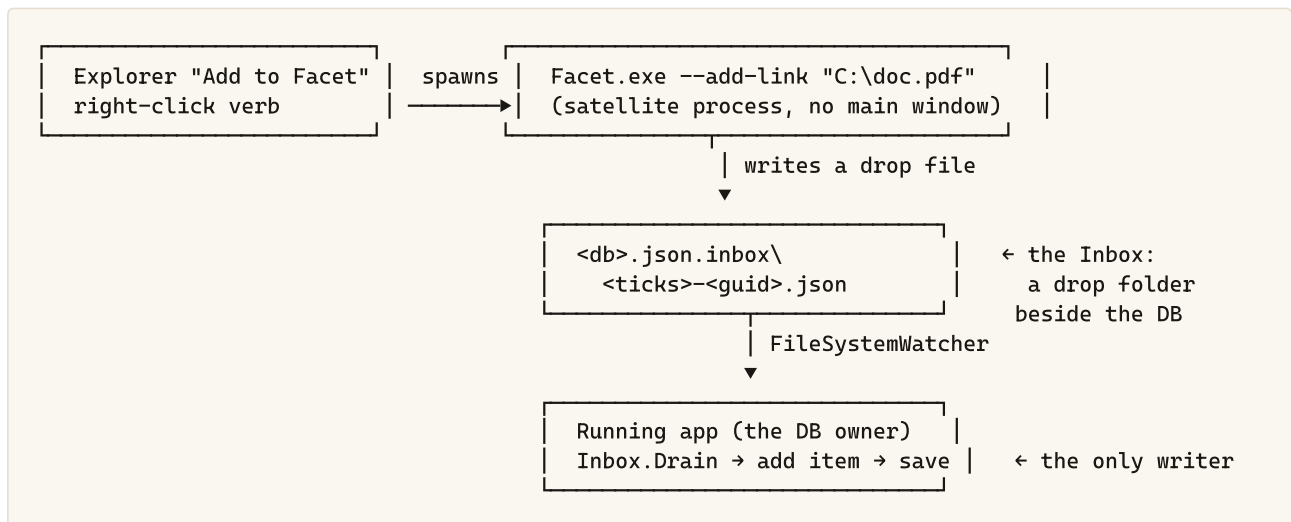 Explorer "Add to Facet" spawns Facet.exe --add-link "C:\doc.pdf"
right-click verb (satellite process, no main window)
writes a drop file
<db>.json.inbox\ ← the Inbox:
<ticks>-<guid>.json a drop folder
beside the DB
FileSystemWatcher
Running app (the DB owner)
Inbox.Drain → add item → save ← the only writer